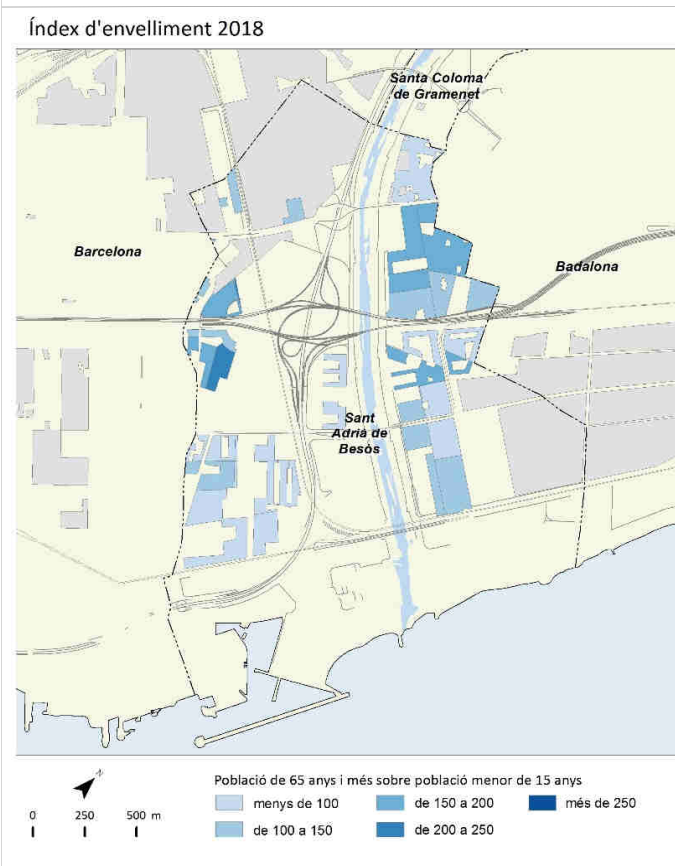 Índex d'envelliment 2018
Santa Coloma
de Gramenet
Barcelona
Badalona
Sant
Adrià de
Besòs
N
0 250 500 m
Població de 65 anys i més sobre població menor de 15 anys
menys de 100
de 150 a 200
més de 250
de 100 a 150
de 200 a 250